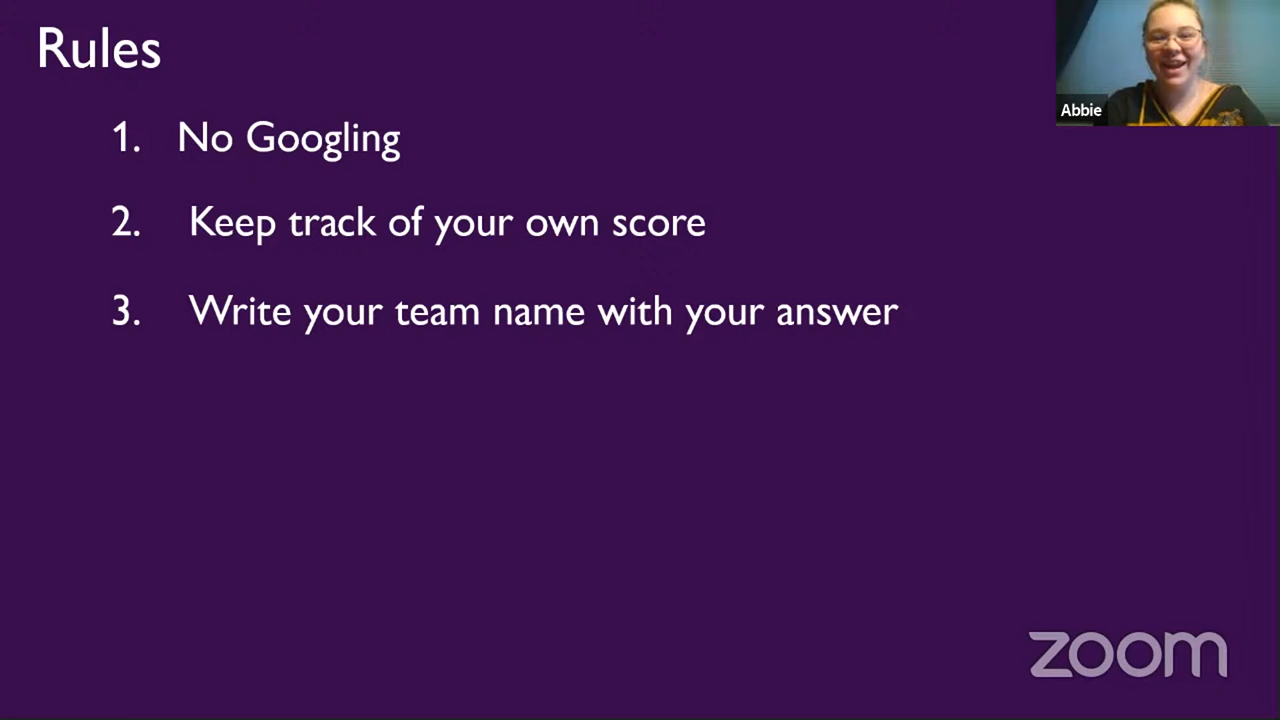 Rules
Abbie
1. No Googling
2. Keep track of your own score
3. Write your team name with your answer
zoom